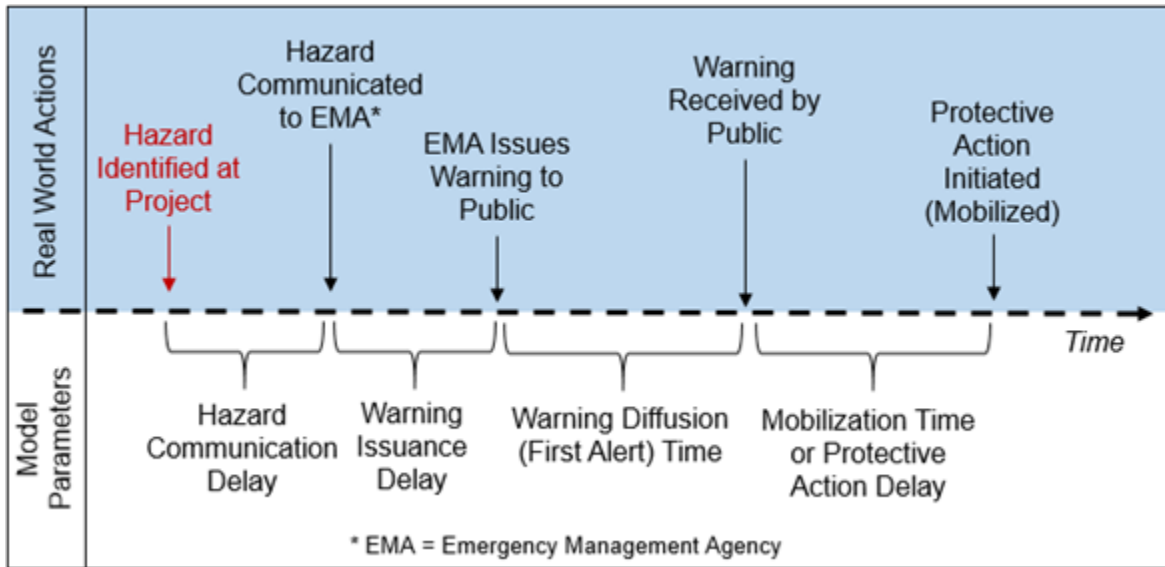 Real World Actions
Hazard
Identified at
Project
Hazard
Communicated
to EMA*
EMA Issues
Warning to
Public
Warning
Received by
Public
Protective
Action
Initiated
(Mobilized)
Time
Model
Parameters
Hazard
Communication
Delay
Warning
Issuance
Delay
Warning Diffusion
(First Alert) Time
Mobilization Time
or Protective
Action Delay
* EMA = Emergency Management Agency